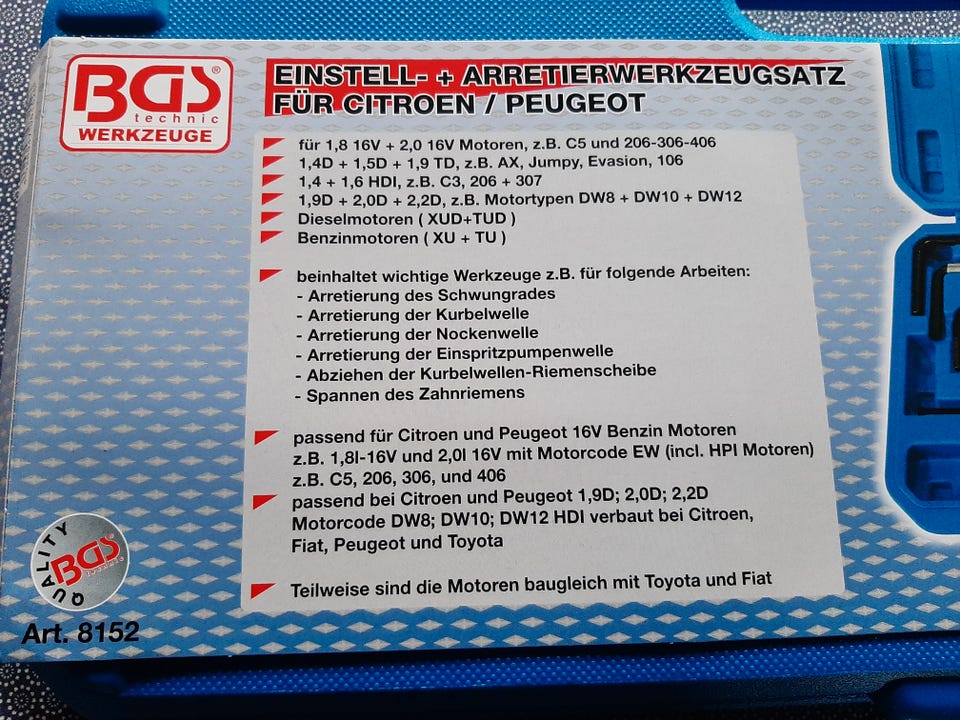 BGS®
technic
WERKZEUGE
EINSTELL- + ARRETIERWERKZEUGSATZ
FÜR CITROEN / PEUGEOT
für 1,8 16V + 2,0 16V Motoren, z.B. C5 und 206-306-406
1,4D + 1,5D + 1,9 TD, z.B. AX, Jumpy, Evasion, 106
1,4 + 1,6 HDI, z.B. C3, 206 + 307
1,9D + 2,0D + 2,2D, z.B. Motortypen DW8 + DW10 + DW12
Dieselmotoren ( XUD+TUD )
Benzinmotoren ( XU + TU )
beinhaltet wichtige Werkzeuge z.B. für folgende Arbeiten:
- Arretierung des Schwungrades
- Arretierung der Kurbelwelle
- Arretierung der Nockenwelle
- Arretierung der Einspritzpumpenwelle
- Abziehen der Kurbelwellen-Riemenscheibe
- Spannen des Zahnriemens
passend für Citroen und Peugeot 16V Benzin Motoren
z.B. 1,8l-16V und 2,0l 16V mit Motorcode EW (incl. HPI Motoren)
z.B. C5, 206, 306, und 406
passend bei Citroen und Peugeot 1,9D; 2,0D; 2,2D
Motorcode DW8; DW10; DW12 HDI verbaut bei Citroen,
Fiat, Peugeot und Toyota
Teilweise sind die Motoren baugleich mit Toyota und Fiat
QUALITY
BGS
technic
Art. 8152